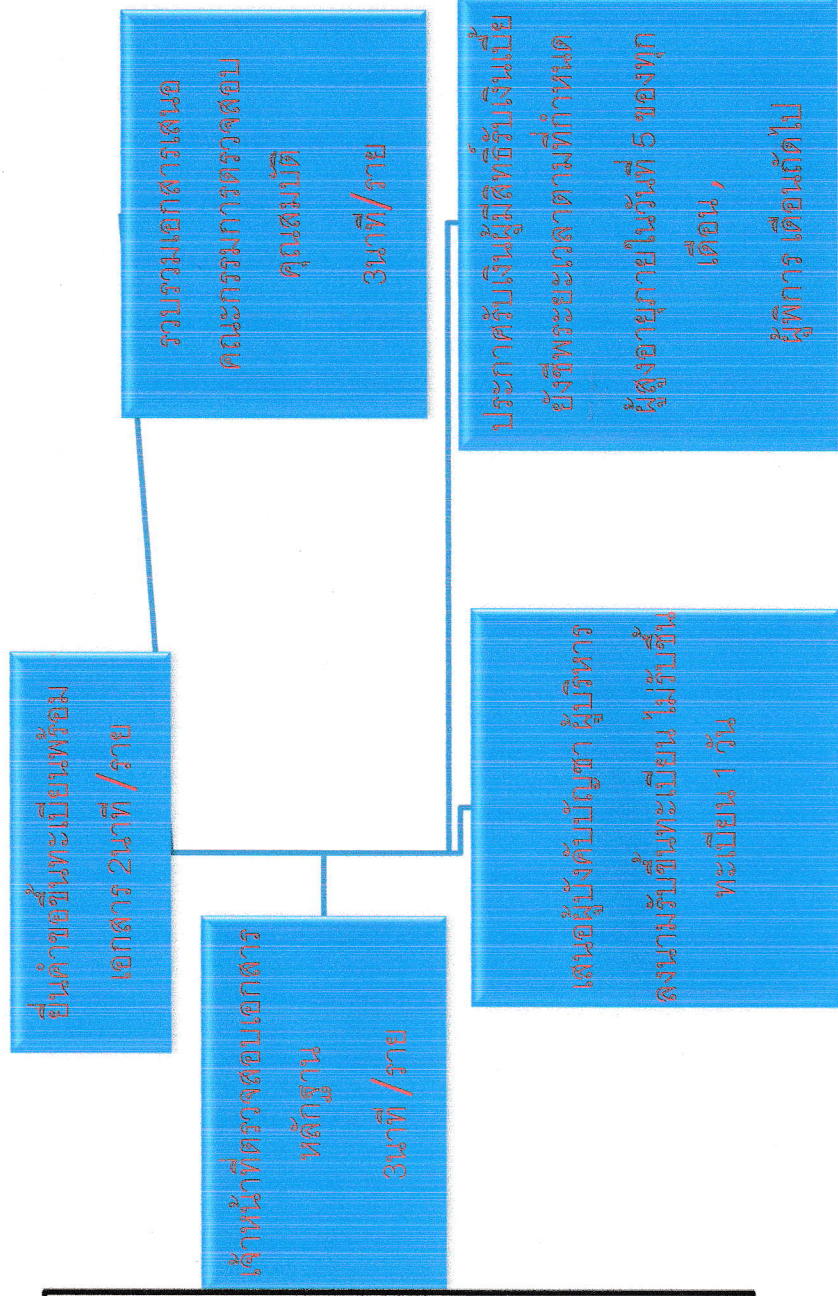 ยื่นคำขอขึ้นทะเบียนพร้อม
เอกสาร 2นาที /ราย
เจ้าหน้าที่ตรวจสอบเอกสาร
หลักฐาน
3นาที /ราย
รวบรวมเอกสารเสนอ
คณะกรรมการตรวจสอบ
คุณสมบัติ
3นาที/ราย
เสนอผู้บังคับบัญชา ผู้บริหาร
ลงนามรับขึ้นทะเบียน ไม่รับขึ้น
ทะเบียน 1 วัน
ประกาศรับเงินผู้มีสิทธิ์รับเงินเบี้ย
ยังชีพระยะเวลาตามที่กำหนด
ผู้สูงอายุภายในวันที่ 5 ของทุก
เดือน,
ผู้พิการ เดือนถัดไป